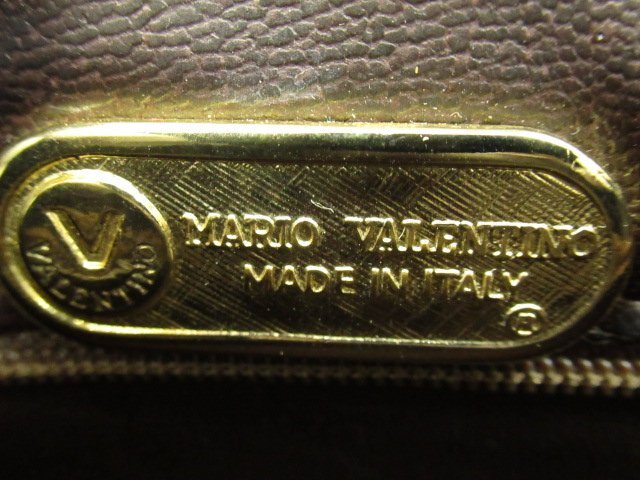 V
VALENTINO
MARIO VALENTINO
MADE IN ITALY
®